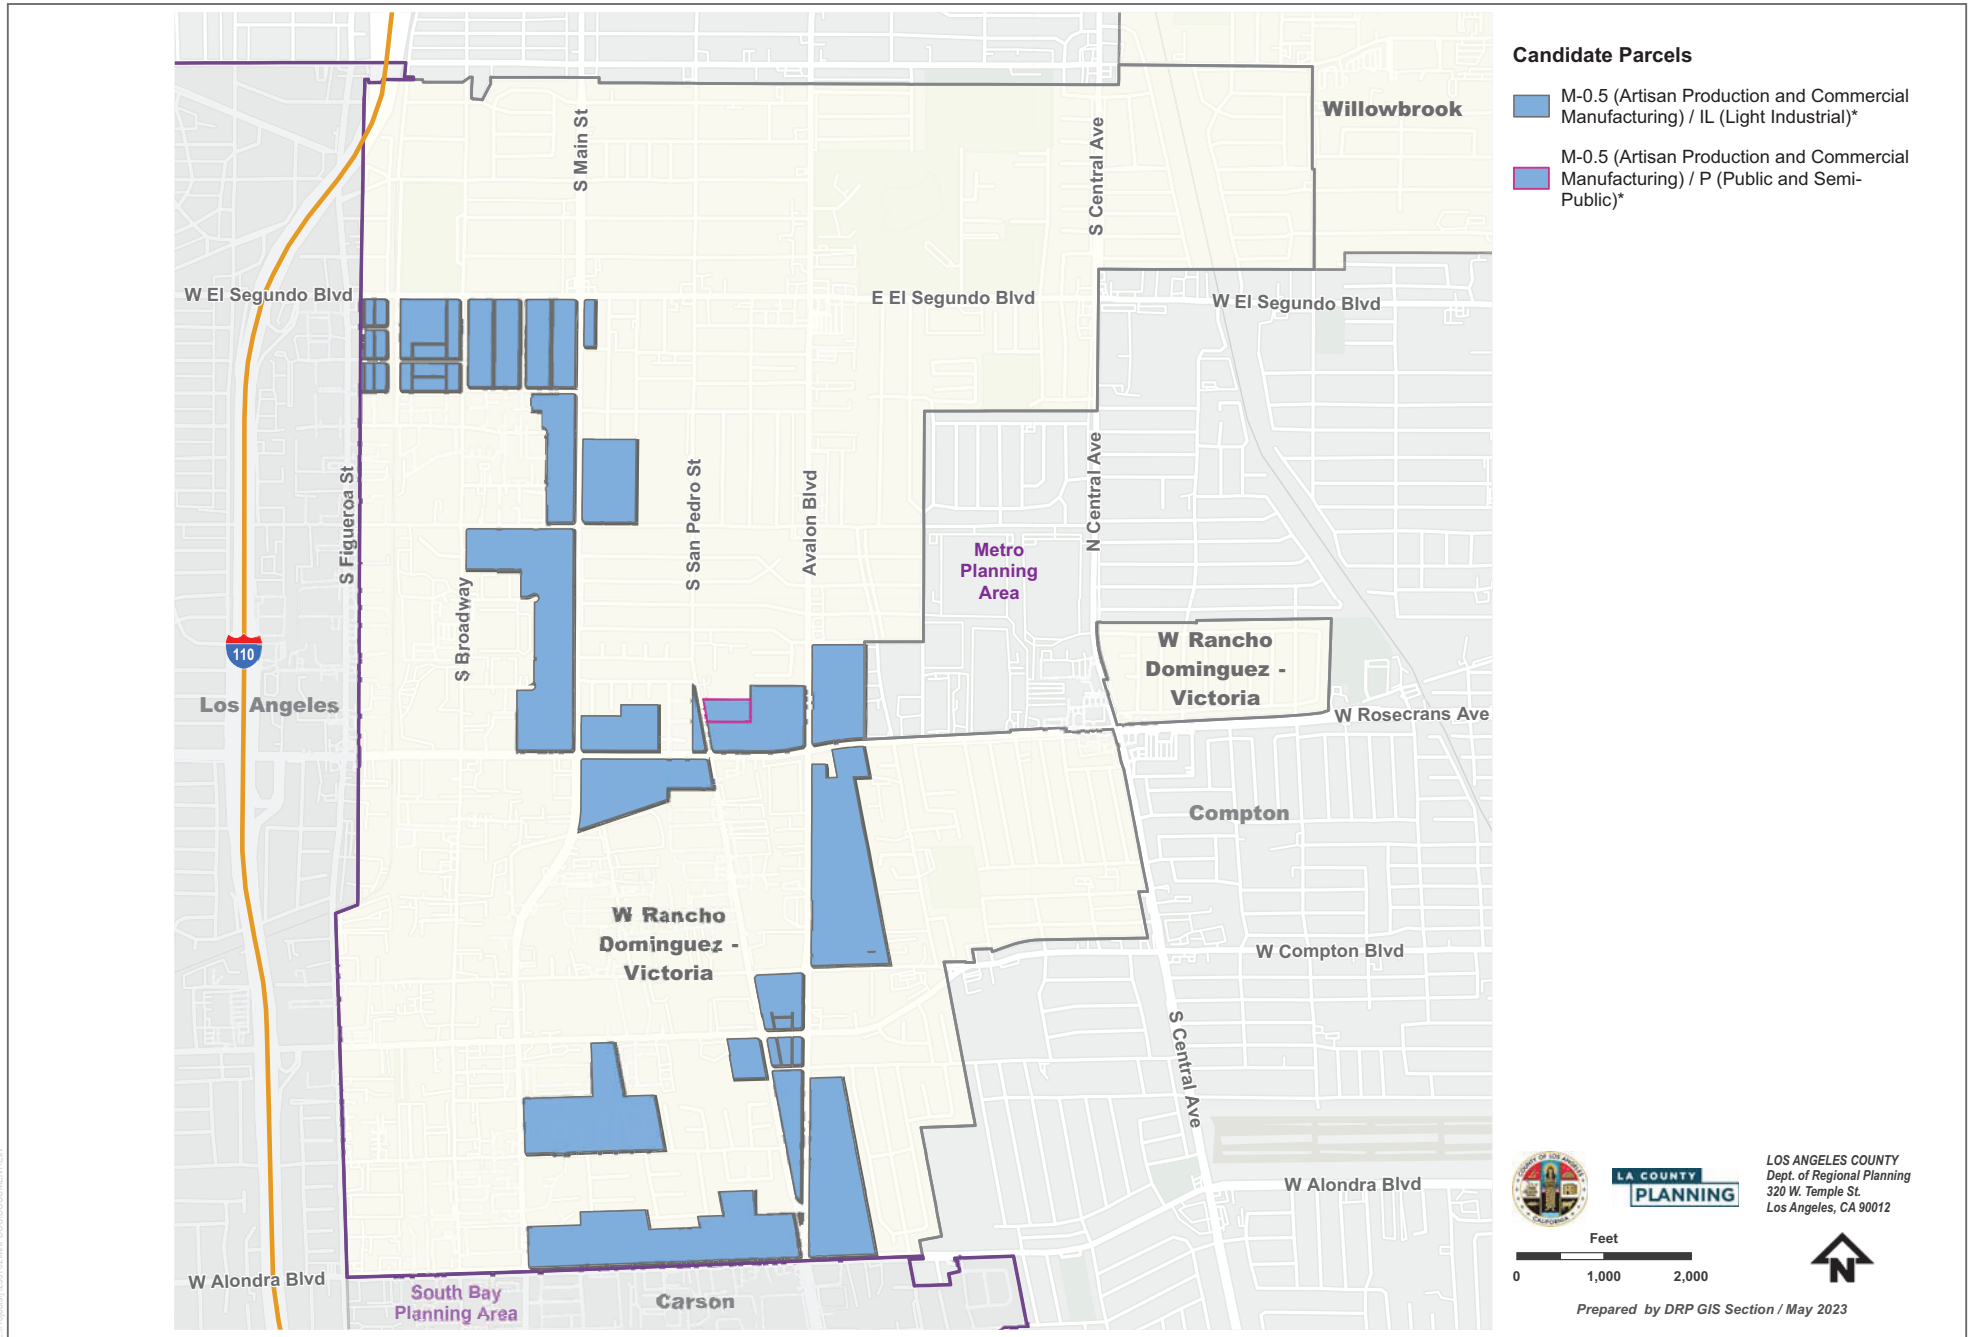 Candidate Parcels
M-0.5 (Artisan Production and Commercial
Manufacturing) / IL (Light Industrial)*
M-0.5 (Artisan Production and Commercial
Manufacturing) / P (Public and Semi-
Public)*
Willowbrook
S Main St
S Central Ave
W El Segundo Blvd
E El Segundo Blvd
W El Segundo Blvd
S Figueroa St
S Broadway
S San Pedro St
Avalon Blvd
N Central Ave
Metro
Planning
Area
110
Los Angeles
W Rancho
Dominguez -
Victoria
W Rosecrans Ave
Compton
W Rancho
Dominguez -
Victoria
W Compton Blvd
S Central Ave
W Alondra Blvd
W Alondra Blvd
South Bay
Planning Area
Carson
COUNTY OF LOS ANGELES
CALIFORNIA
LA COUNTY
PLANNING
LOS ANGELES COUNTY
Dept. of Regional Planning
320 W. Temple St.
Los Angeles, CA 90012
Feet
0 1,000 2,000
N
Prepared by DRP GIS Section / May 2023